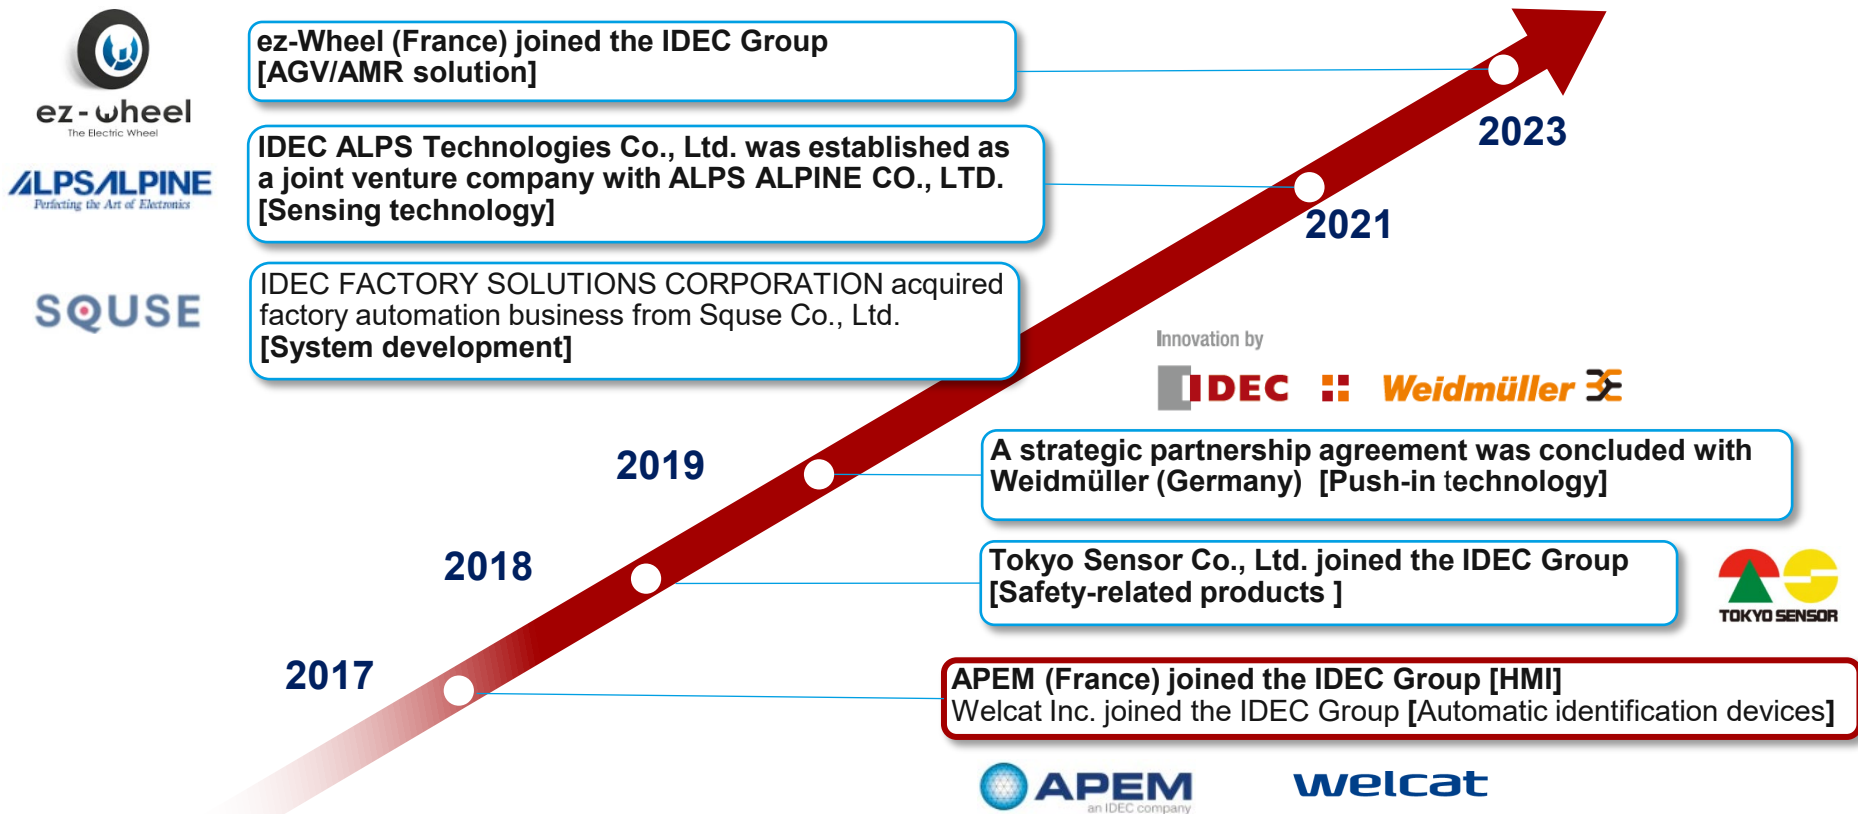 ez-wheel
The Electric Wheel
ez-Wheel (France) joined the IDEC Group
[AGV/AMR solution]
2023
ALPSALPINE
Perfecting the Art of Electronics
IDEC ALPS Technologies Co., Ltd. was established as
a joint venture company with ALPS ALPINE CO., LTD.
[Sensing technology]
2021
SQUSE
IDEC FACTORY SOLUTIONS CORPORATION acquired
factory automation business from Squse Co., Ltd.
[System development]
Innovation by
IDEC Weidmüller
2019
A strategic partnership agreement was concluded with
Weidmüller (Germany) [Push-in technology]
2018
Tokyo Sensor Co., Ltd. joined the IDEC Group
[Safety-related products ]
TOKYO SENSOR
2017
APEM (France) joined the IDEC Group [HMI]
Welcat Inc. joined the IDEC Group [Automatic identification devices]
APEM
an IDEC company
welcat